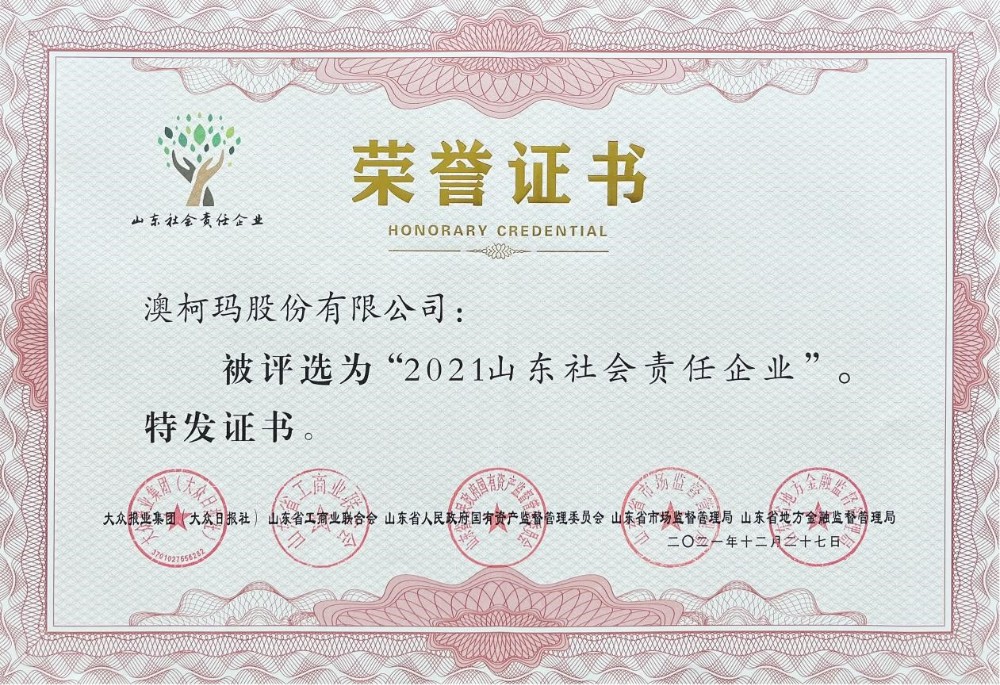 山东社会责任企业
荣誉证书
HONORARY CREDENTIAL
澳柯玛股份有限公司：
被评选为“2021山东社会责任企业”。
特发证书。
大众报业集团（大众日报社） 山东省工商业联合会 山东省人民政府国有资产监督管理委员会 山东省市场监督管理局 山东省地方金融监督管理局
二〇二一年十二月二十七日